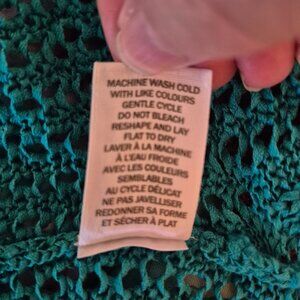 MACHINE WASH COLD
WITH LIKE COLOURS
GENTLE CYCLE
DO NOT BLEACH
RESHAPE AND LAY
FLAT TO DRY
LAVER À LA MACHINE
À L'EAU FROIDE
AVEC LES COULEURS
SEMBLABLES
AU CYCLE DÉLICAT
NE PAS JAVELLISER
REDONNER SA FORME
ET SÉCHER À PLAT